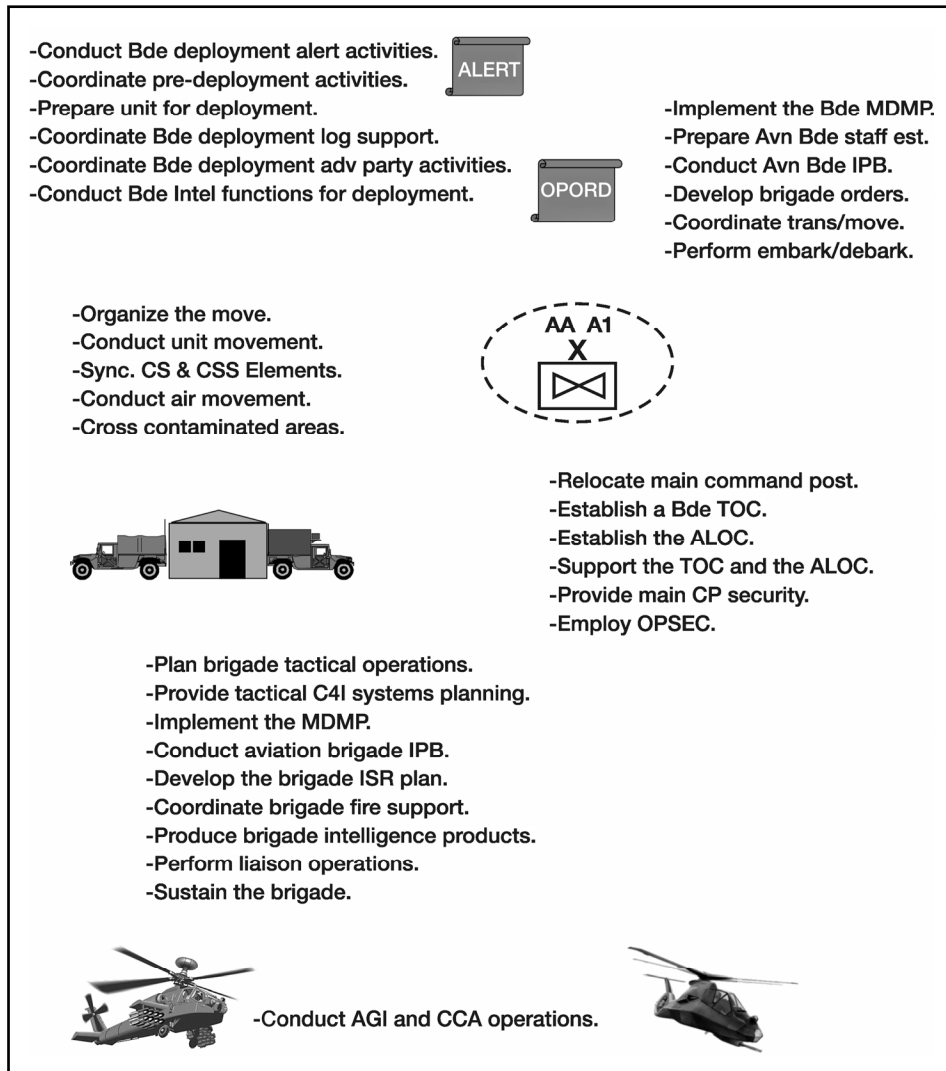 -Conduct Bde deployment alert activities.
-Coordinate pre-deployment activities.
-Prepare unit for deployment.
-Coordinate Bde deployment log support.
-Coordinate Bde deployment adv party activities.
-Conduct Bde Intel functions for deployment.
ALERT
OPORD
-Implement the Bde MDMP.
-Prepare Avn Bde staff est.
-Conduct Avn Bde IPB.
-Develop brigade orders.
-Coordinate trans/move.
-Perform embark/debark.
-Organize the move.
-Conduct unit movement.
-Sync. CS & CSS Elements.
-Conduct air movement.
-Cross contaminated areas.
AA A1
X
-Relocate main command post.
-Establish a Bde TOC.
-Establish the ALOC.
-Support the TOC and the ALOC.
-Provide main CP security.
-Employ OPSEC.
-Plan brigade tactical operations.
-Provide tactical C4I systems planning.
-Implement the MDMP.
-Conduct aviation brigade IPB.
-Develop the brigade ISR plan.
-Coordinate brigade fire support.
-Produce brigade intelligence products.
-Perform liaison operations.
-Sustain the brigade.
-Conduct AGI and CCA operations.